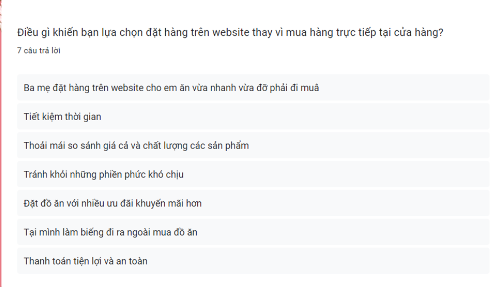 Điều gì khiến bạn lựa chọn đặt hàng trên website thay vì mua hàng trực tiếp tại cửa hàng?
7 câu trả lời
Ba mẹ đặt hàng trên website cho em ăn vừa nhanh vừa đỡ phải đi muă
Tiết kiệm thời gian
Thoải mái so sánh giá cả và chất lượng các sản phẩm
Tránh khỏi những phiền phức khó chịu
Đặt đồ ăn với nhiều ưu đãi khuyến mãi hơn
Tại mình làm biếng đi ra ngoài mua đồ ăn
Thanh toán tiện lợi và an toàn